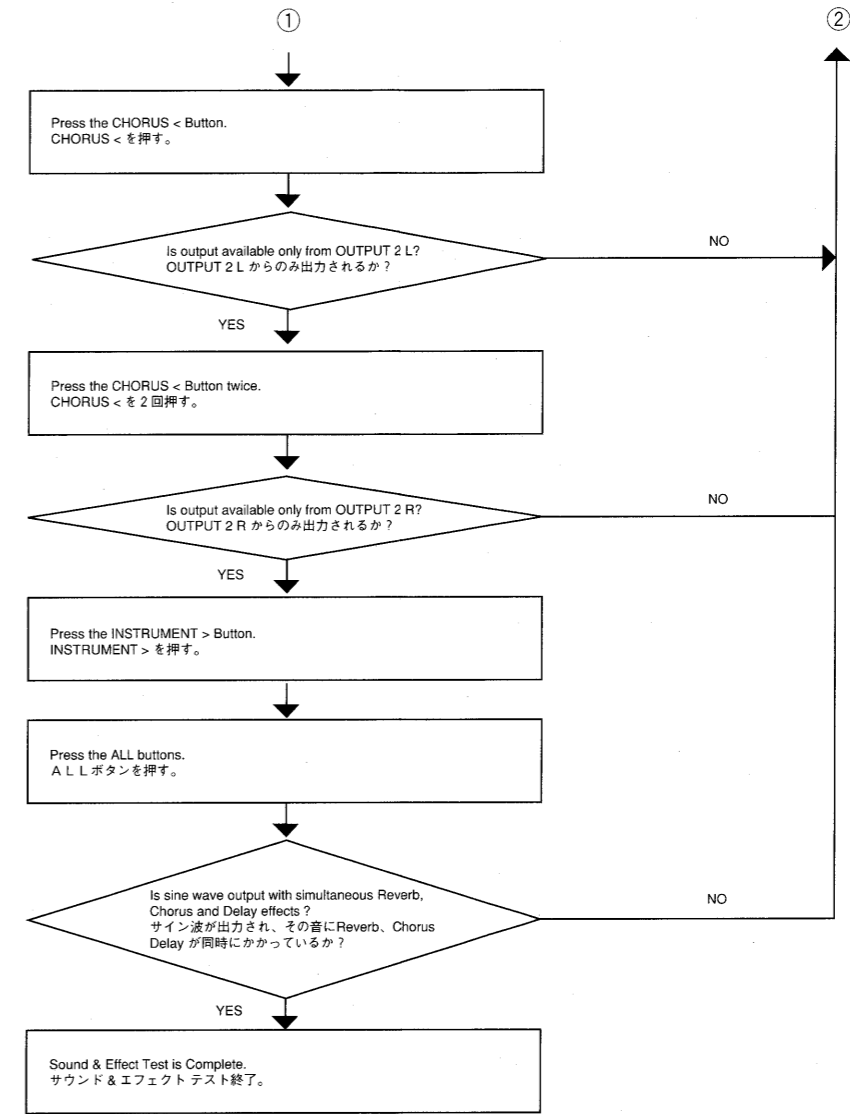 ①
②
Press the CHORUS < Button.
CHORUS < を押す。
Is output available only from OUTPUT 2 L?
OUTPUT 2 L からのみ出力されるか？
NO
YES
Press the CHORUS < Button twice.
CHORUS < を２回押す。
Is output available only from OUTPUT 2 R?
OUTPUT 2 R からのみ出力されるか？
NO
YES
Press the INSTRUMENT > Button.
INSTRUMENT > を押す。
Press the ALL buttons.
ＡＬＬボタンを押す。
Is sine wave output with simultaneous Reverb,
Chorus and Delay effects ?
サイン波が出力され、その音にReverb、Chorus
Delay が同時にかかっているか？
NO
YES
Sound & Effect Test is Complete.
サウンド & エフェクト テスト終了。